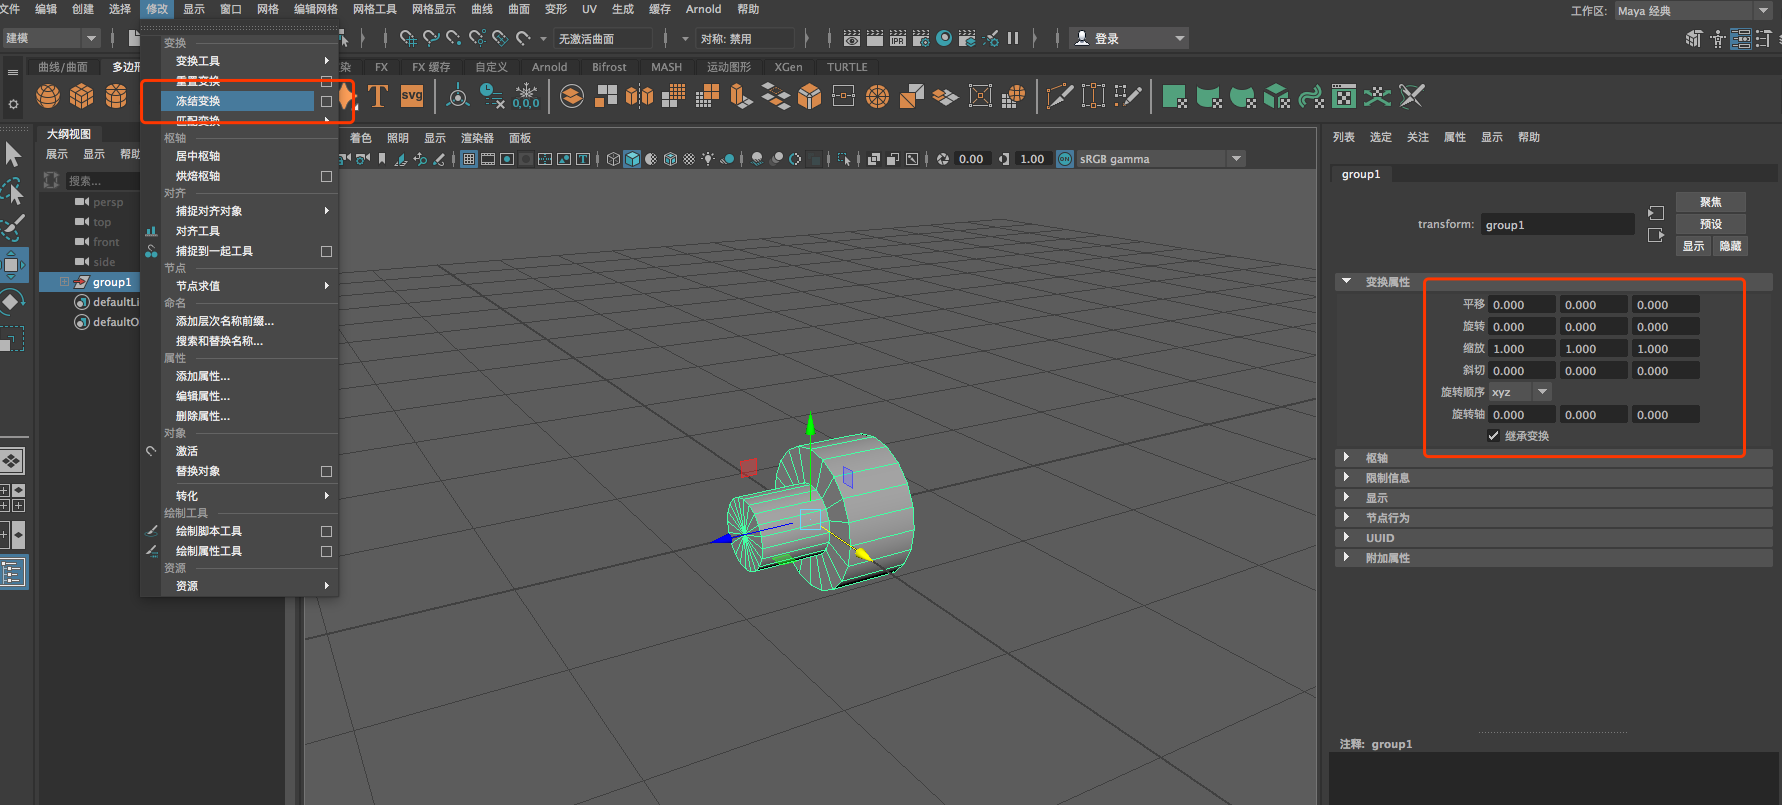 文件 编辑 创建 选择 修改 显示 窗口 网格 编辑网格 网格工具 网格显示 曲线 曲面 变形 UV 生成 缓存 Arnold 帮助
工作区: Maya 经典
建模
无激活曲面
对称: 禁用
登录
曲线/曲面 多边形
FX FX 缓存 自定义 Arnold Bifrost MASH 运动图形 XGen TURTLE
T svg 0,0,0
变换
变换工具
重置变换
冻结变换
匹配变换
枢轴
居中枢轴
烘焙枢轴
对齐
捕捉对齐对象
对齐工具
捕捉到一起工具
节点
节点求值
命名
添加层次名称前缀...
搜索和替换名称...
属性
添加属性...
编辑属性...
删除属性...
对象
激活
替换对象
转化
绘制工具
绘制脚本工具
绘制属性工具
资源
资源
大纲视图
展示 显示 帮助
搜索...
persp
top
front
side
group1
defaultLi
defaultO
着色 照明 显示 渲染器 面板
0.00 1.00 ON sRGB gamma
列表 选定 关注 属性 显示 帮助
group1
transform: group1
聚焦
预设
显示 隐藏
变换属性
平移 0.000 0.000 0.000
旋转 0.000 0.000 0.000
缩放 1.000 1.000 1.000
斜切 0.000 0.000 0.000
旋转顺序 xyz
旋转轴 0.000 0.000 0.000
继承变换
枢轴
限制信息
显示
节点行为
UUID
附加属性
注释: group1